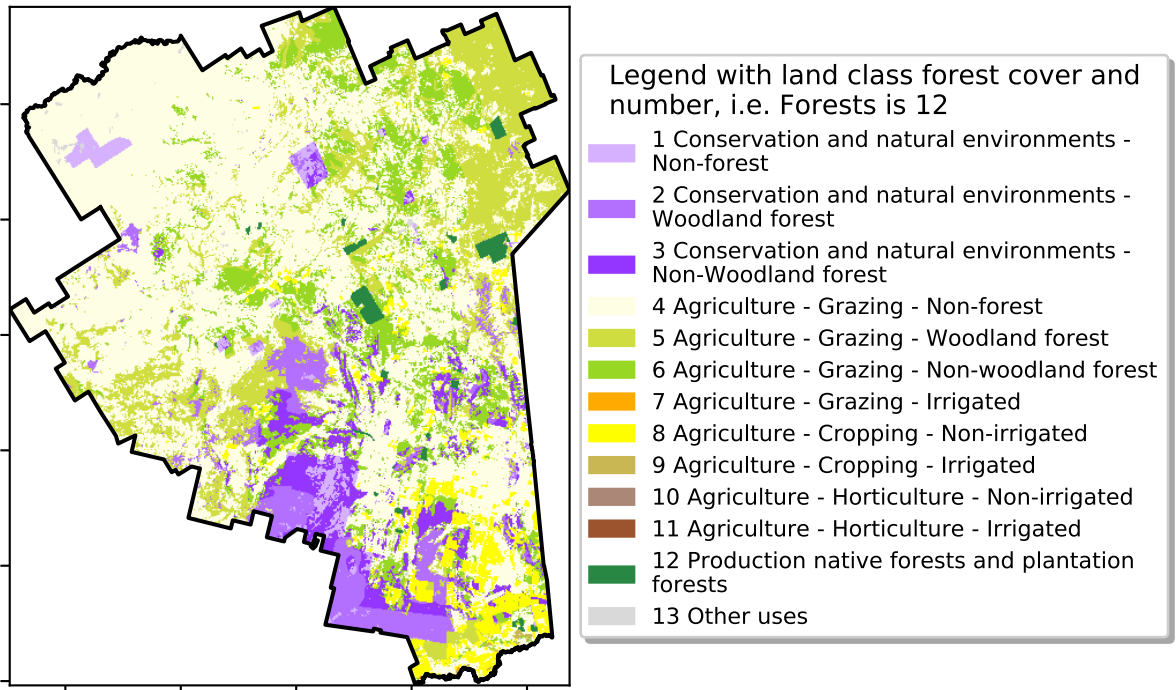 Legend with land class forest cover and
number, i.e. Forests is 12
1 Conservation and natural environments -
Non-forest
2 Conservation and natural environments -
Woodland forest
3 Conservation and natural environments -
Non-Woodland forest
4 Agriculture - Grazing - Non-forest
5 Agriculture - Grazing - Woodland forest
6 Agriculture - Grazing - Non-woodland forest
7 Agriculture - Grazing - Irrigated
8 Agriculture - Cropping - Non-irrigated
9 Agriculture - Cropping - Irrigated
10 Agriculture - Horticulture - Non-irrigated
11 Agriculture - Horticulture - Irrigated
12 Production native forests and plantation
forests
13 Other uses